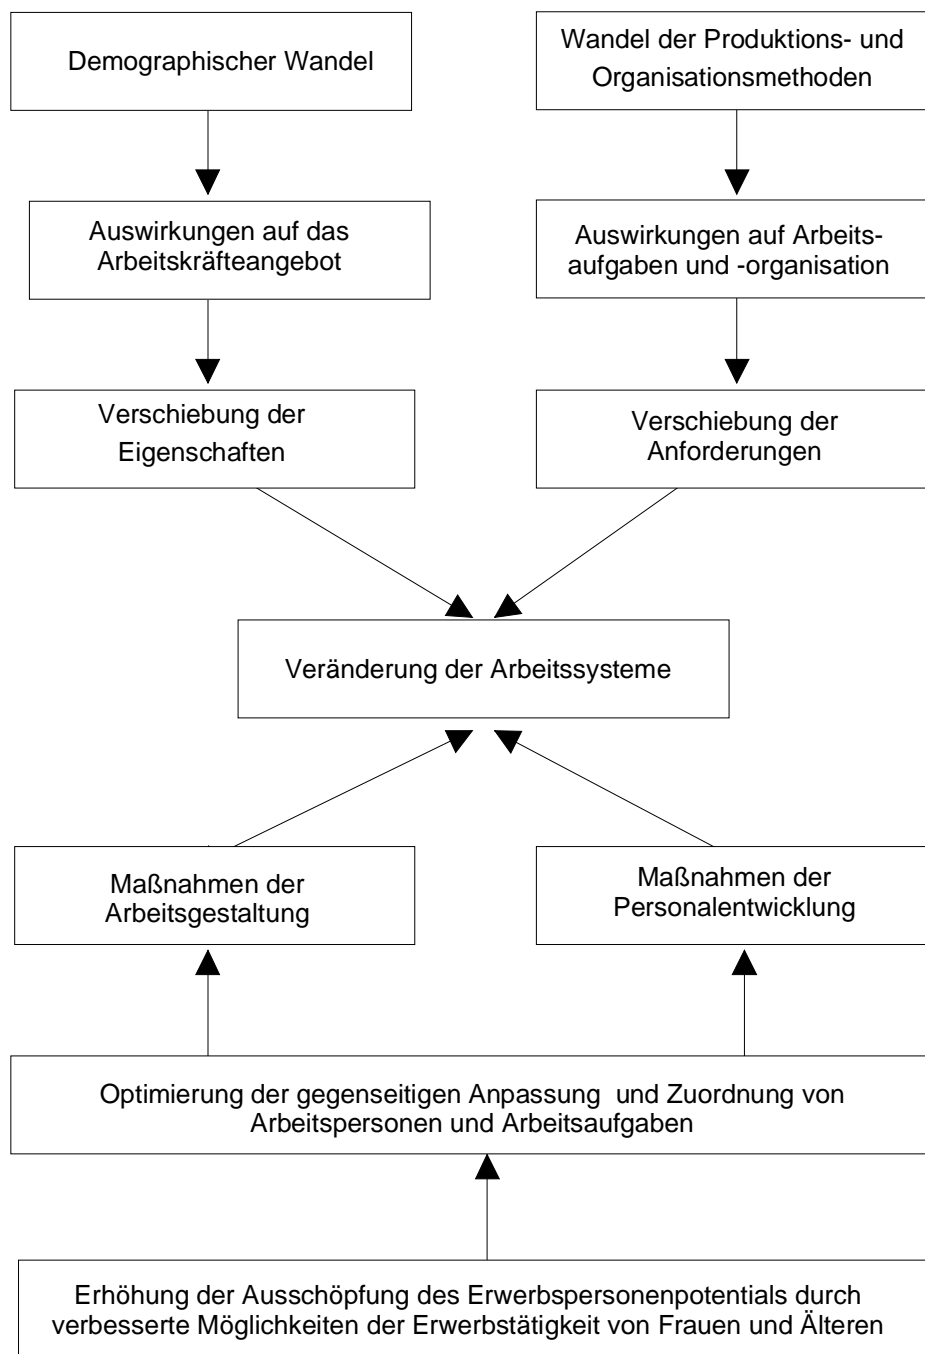 Demographischer Wandel
Wandel der Produktions- und
Organisationsmethoden
Auswirkungen auf das
Arbeitskräfteangebot
Auswirkungen auf Arbeits-
aufgaben und -organisation
Verschiebung der
Eigenschaften
Verschiebung der
Anforderungen
Veränderung der Arbeitssysteme
Maßnahmen der
Arbeitsgestaltung
Maßnahmen der
Personalentwicklung
Optimierung der gegenseitigen Anpassung und Zuordnung von
Arbeitspersonen und Arbeitsaufgaben
Erhöhung der Ausschöpfung des Erwerbspersonenpotentials durch
verbesserte Möglichkeiten der Erwerbstätigkeit von Frauen und Älteren